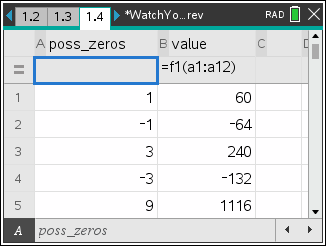 1.2 1.3 1.4 *WatchYo...rev RAD
A poss_zeros B value C D
= =f1(a1:a12)
1 1 60
2 -1 -64
3 3 240
4 -3 -132
5 9 1116
A poss_zeros